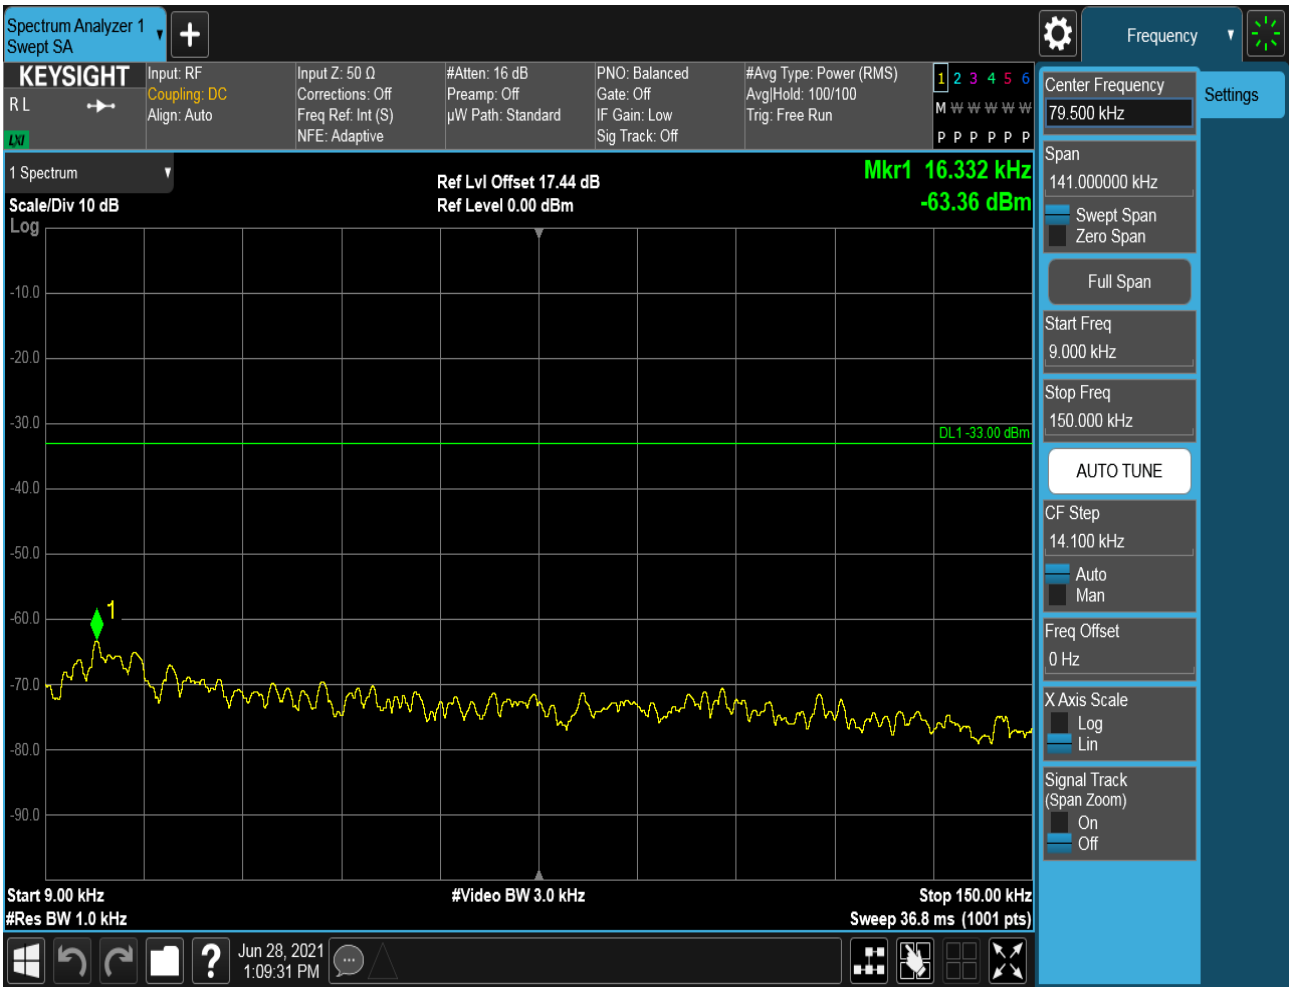 Spectrum Analyzer 1
Swept SA
Frequency
KEYSIGHT
R L
LXI
Input: RF
Coupling: DC
Align: Auto
Input Z: 50 Ω
Corrections: Off
Freq Ref: Int (S)
NFE: Adaptive
#Atten: 16 dB
Preamp: Off
µW Path: Standard
PNO: Balanced
Gate: Off
IF Gain: Low
Sig Track: Off
#Avg Type: Power (RMS)
Avg|Hold: 100/100
Trig: Free Run
1 2 3 4 5 6
M W W W W W
P P P P P P
1 Spectrum
Scale/Div 10 dB
Log
Ref Lvl Offset 17.44 dB
Ref Level 0.00 dBm
Mkr1 16.332 kHz
-63.36 dBm
-10.0
-20.0
-30.0
DL1 -33.00 dBm
-40.0
-50.0
-60.0
1
-70.0
-80.0
-90.0
Start 9.00 kHz
#Res BW 1.0 kHz
#Video BW 3.0 kHz
Stop 150.00 kHz
Sweep 36.8 ms (1001 pts)
?
Jun 28, 2021
1:09:31 PM
Center Frequency
79.500 kHz
Span
141.000000 kHz
Swept Span
Zero Span
Full Span
Start Freq
9.000 kHz
Stop Freq
150.000 kHz
AUTO TUNE
CF Step
14.100 kHz
Auto
Man
Freq Offset
0 Hz
X Axis Scale
Log
Lin
Signal Track
(Span Zoom)
On
Off
Settings